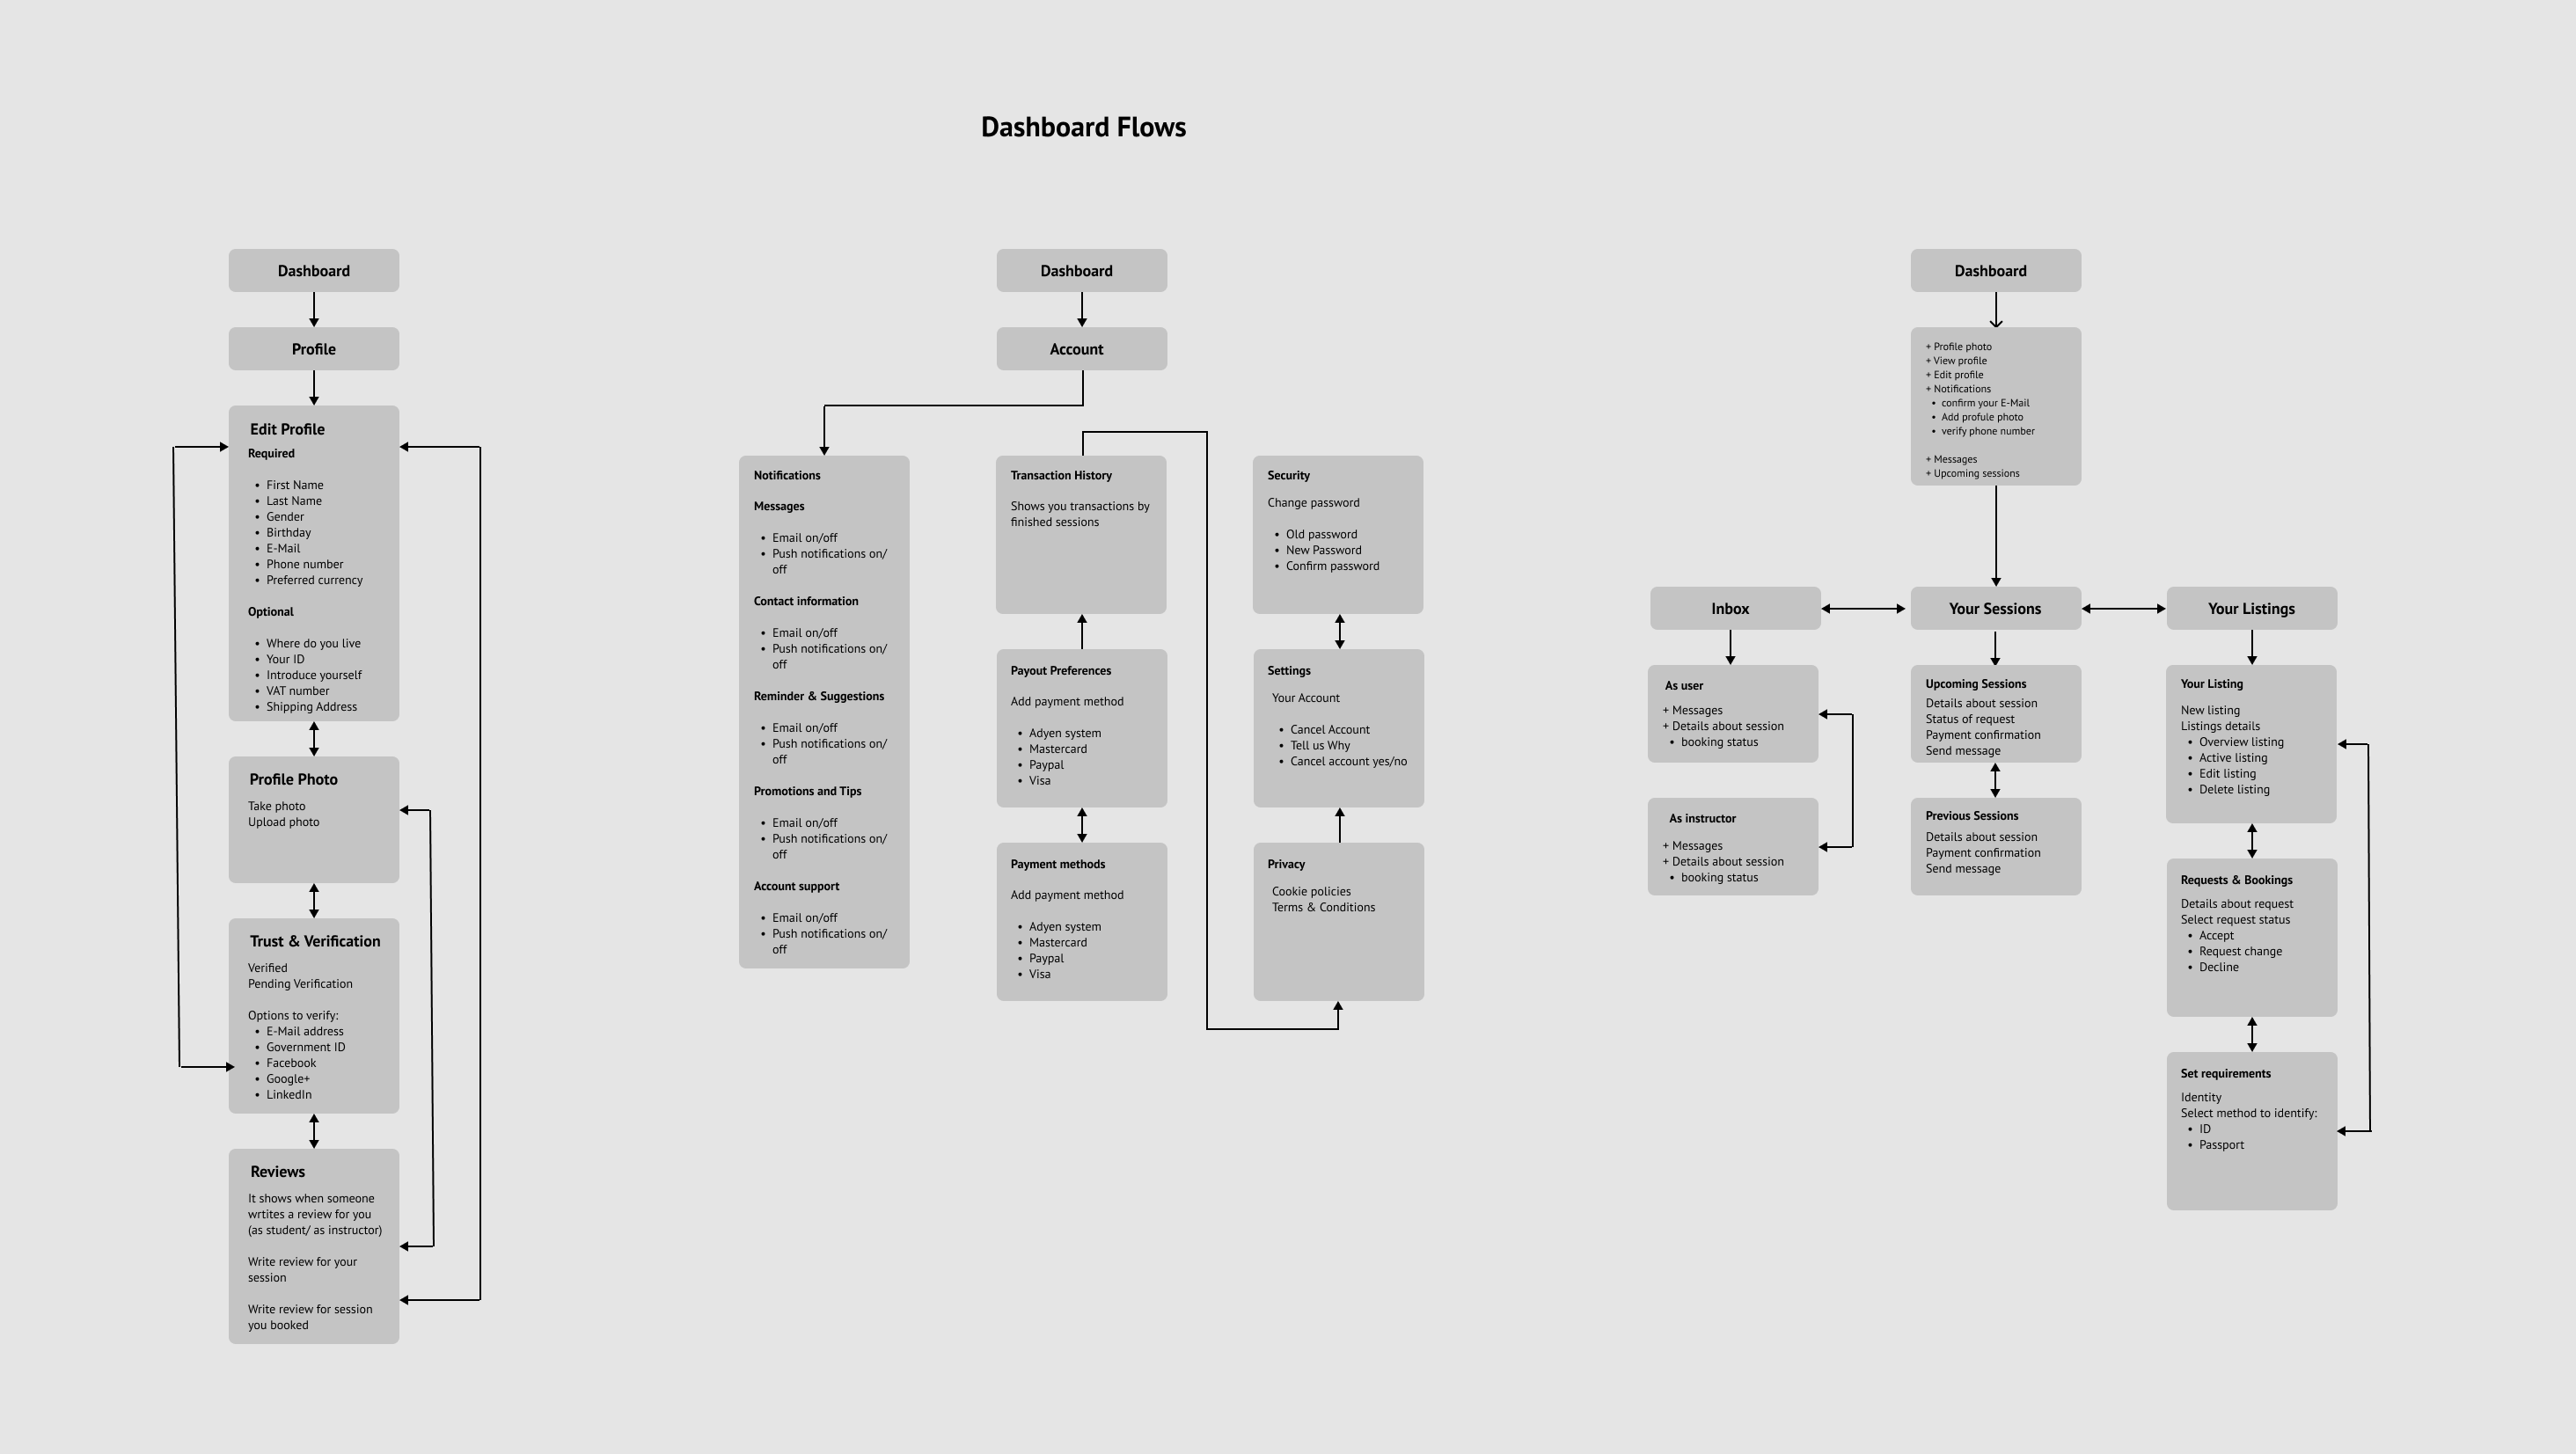 Dashboard Flows
Dashboard
Profile
Edit Profile
Required
• First Name
• Last Name
• Gender
• Birthday
• E-Mail
• Phone number
• Preferred currency
Optional
• Where do you live
• Your ID
• Introduce yourself
• VAT number
• Shipping Address
Profile Photo
Take photo
Upload photo
Trust & Verification
Verified
Pending Verification
Options to verify:
• E-Mail address
• Government ID
• Facebook
• Google+
• LinkedIn
Reviews
It shows when someone
wrtites a review for you
(as student/ as instructor)
Write review for your
session
Write review for session
you booked
Dashboard
Account
Notifications
Messages
• Email on/off
• Push notifications on/
off
Contact information
• Email on/off
• Push notifications on/
off
Reminder & Suggestions
• Email on/off
• Push notifications on/
off
Promotions and Tips
• Email on/off
• Push notifications on/
off
Account support
• Email on/off
• Push notifications on/
off
Transaction History
Shows you transactions by
finished sessions
Payout Preferences
Add payment method
• Adyen system
• Mastercard
• Paypal
• Visa
Payment methods
Add payment method
• Adyen system
• Mastercard
• Paypal
• Visa
Security
Change password
• Old password
• New Password
• Confirm password
Settings
Your Account
• Cancel Account
• Tell us Why
• Cancel account yes/no
Privacy
Cookie policies
Terms & Conditions
Dashboard
+ Profile photo
+ View profile
+ Edit profile
+ Notifications
• confirm your E-Mail
• Add profule photo
• verify phone number
+ Messages
+ Upcoming sessions
Inbox
As user
+ Messages
+ Details about session
• booking status
As instructor
+ Messages
+ Details about session
• booking status
Your Sessions
Upcoming Sessions
Details about session
Status of request
Payment confirmation
Send message
Previous Sessions
Details about session
Payment confirmation
Send message
Your Listings
Your Listing
New listing
Listings details
• Overview listing
• Active listing
• Edit listing
• Delete listing
Requests & Bookings
Details about request
Select request status
• Accept
• Request change
• Decline
Set requirements
Identity
Select method to identify:
• ID
• Passport